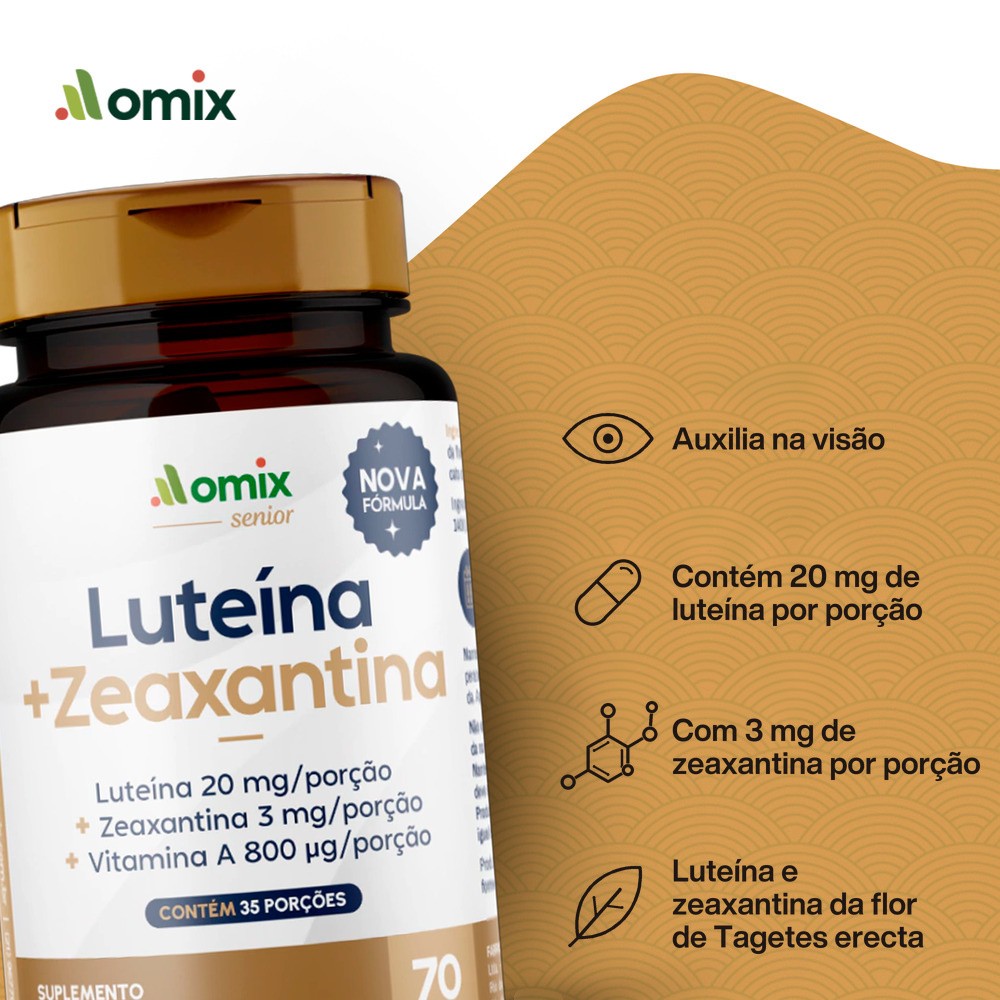 omix
omix
senior
NOVA
FÓRMULA
Luteína
+Zeaxantina
Luteína 20 mg/porção
+ Zeaxantina 3 mg/porção
+ Vitamina A 800 µg/porção
CONTÉM 35 PORÇÕES
SUPLEMENTO
70
Auxilia na visão
Contém 20 mg de
luteína por porção
Com 3 mg de
zeaxantina por porção
Luteína e
zeaxantina da flor
de Tagetes erecta